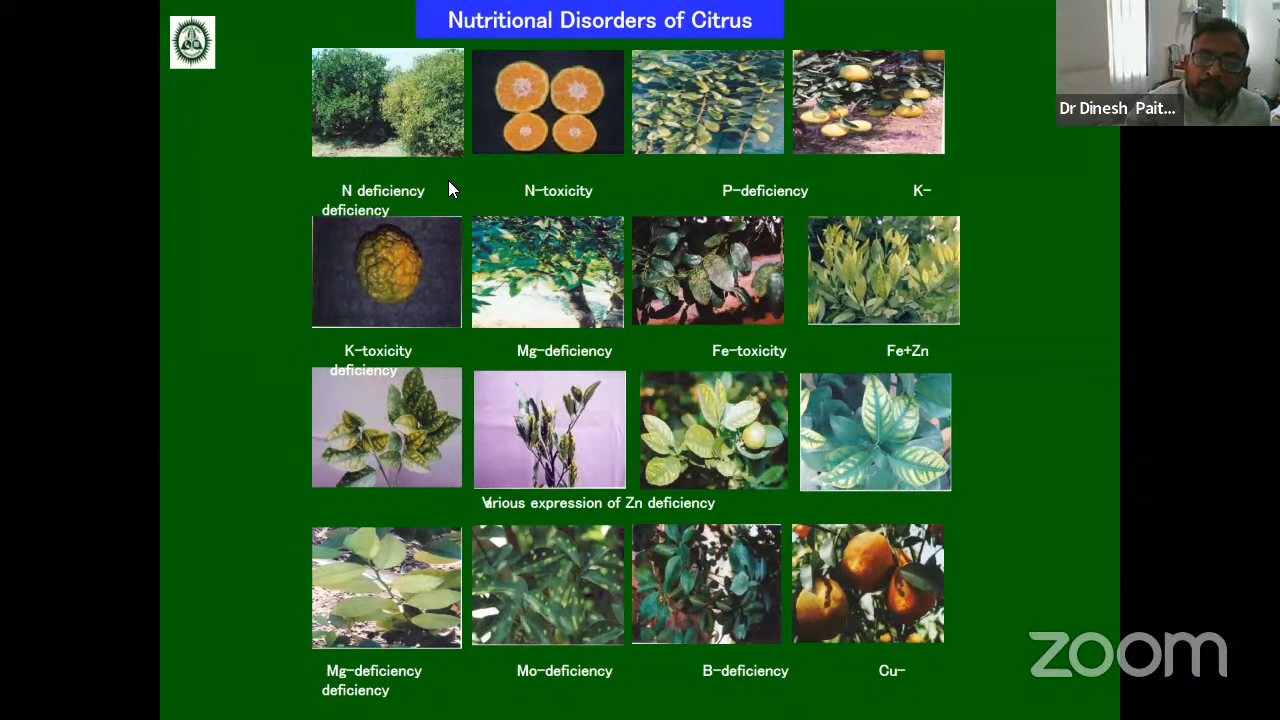 Nutritional Disorders of Citrus
Dr Dinesh Pait...
N deficiency N-toxicity P-deficiency K-
deficiency
K-toxicity Mg-deficiency Fe-toxicity Fe+Zn
deficiency
Various expression of Zn deficiency
Mg-deficiency Mo-deficiency B-deficiency Cu-
deficiency
zoom